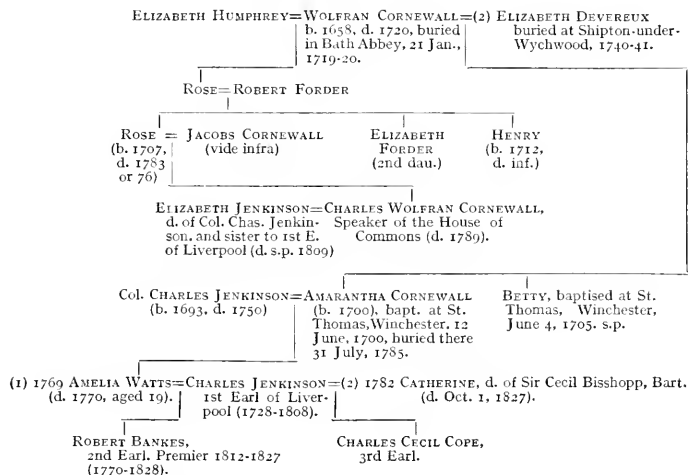 ELIZABETH HUMPHREY=WOLFRAN CORNEWALL=(2) ELIZABETH DEVEREUX
b. 1658, d. 1720, buried
in Bath Abbey, 21 Jan.,
1719-20.
buried at Shipton-under-
Wychwood, 1740-41.
ROSE=ROBERT FORDER
ROSE = JACOBS CORNEWALL
(b. 1707,
d. 1783
or 76)
(vide infra)
ELIZABETH
FORDER
(2nd dau.)
HENRY
(b. 1712,
d. inf.)
ELIZABETH JENKINSON=CHARLES WOLFRAN CORNEWALL,
d. of Col. Chas. Jenkin-
son. and sister to 1st E.
of Liverpool (d. s.p. 1809)
Speaker of the House of
Commons (d. 1789).
Col. CHARLES JENKINSON=AMARANTHA CORNEWALL
(b. 1693, d. 1750)
(b. 1700), bapt. at St.
Thomas, Winchester. 12
June, 1700, buried there
31 July, 1785.
BETTY, baptised at St.
Thomas, Winchester,
June 4, 1705. s.p.
(1) 1769 AMELIA WATTS=CHARLES JENKINSON=(2) 1782 CATHERINE, d. of Sir Cecil Bisshopp, Bart.
(d. 1770, aged 19).
1st Earl of Liver-
pool (1728-1808).
(d. Oct. 1, 1827).
ROBERT BANKES,
2nd Earl. Premier 1812-1827
(1770-1828).
CHARLES CECIL COPE,
3rd Earl.